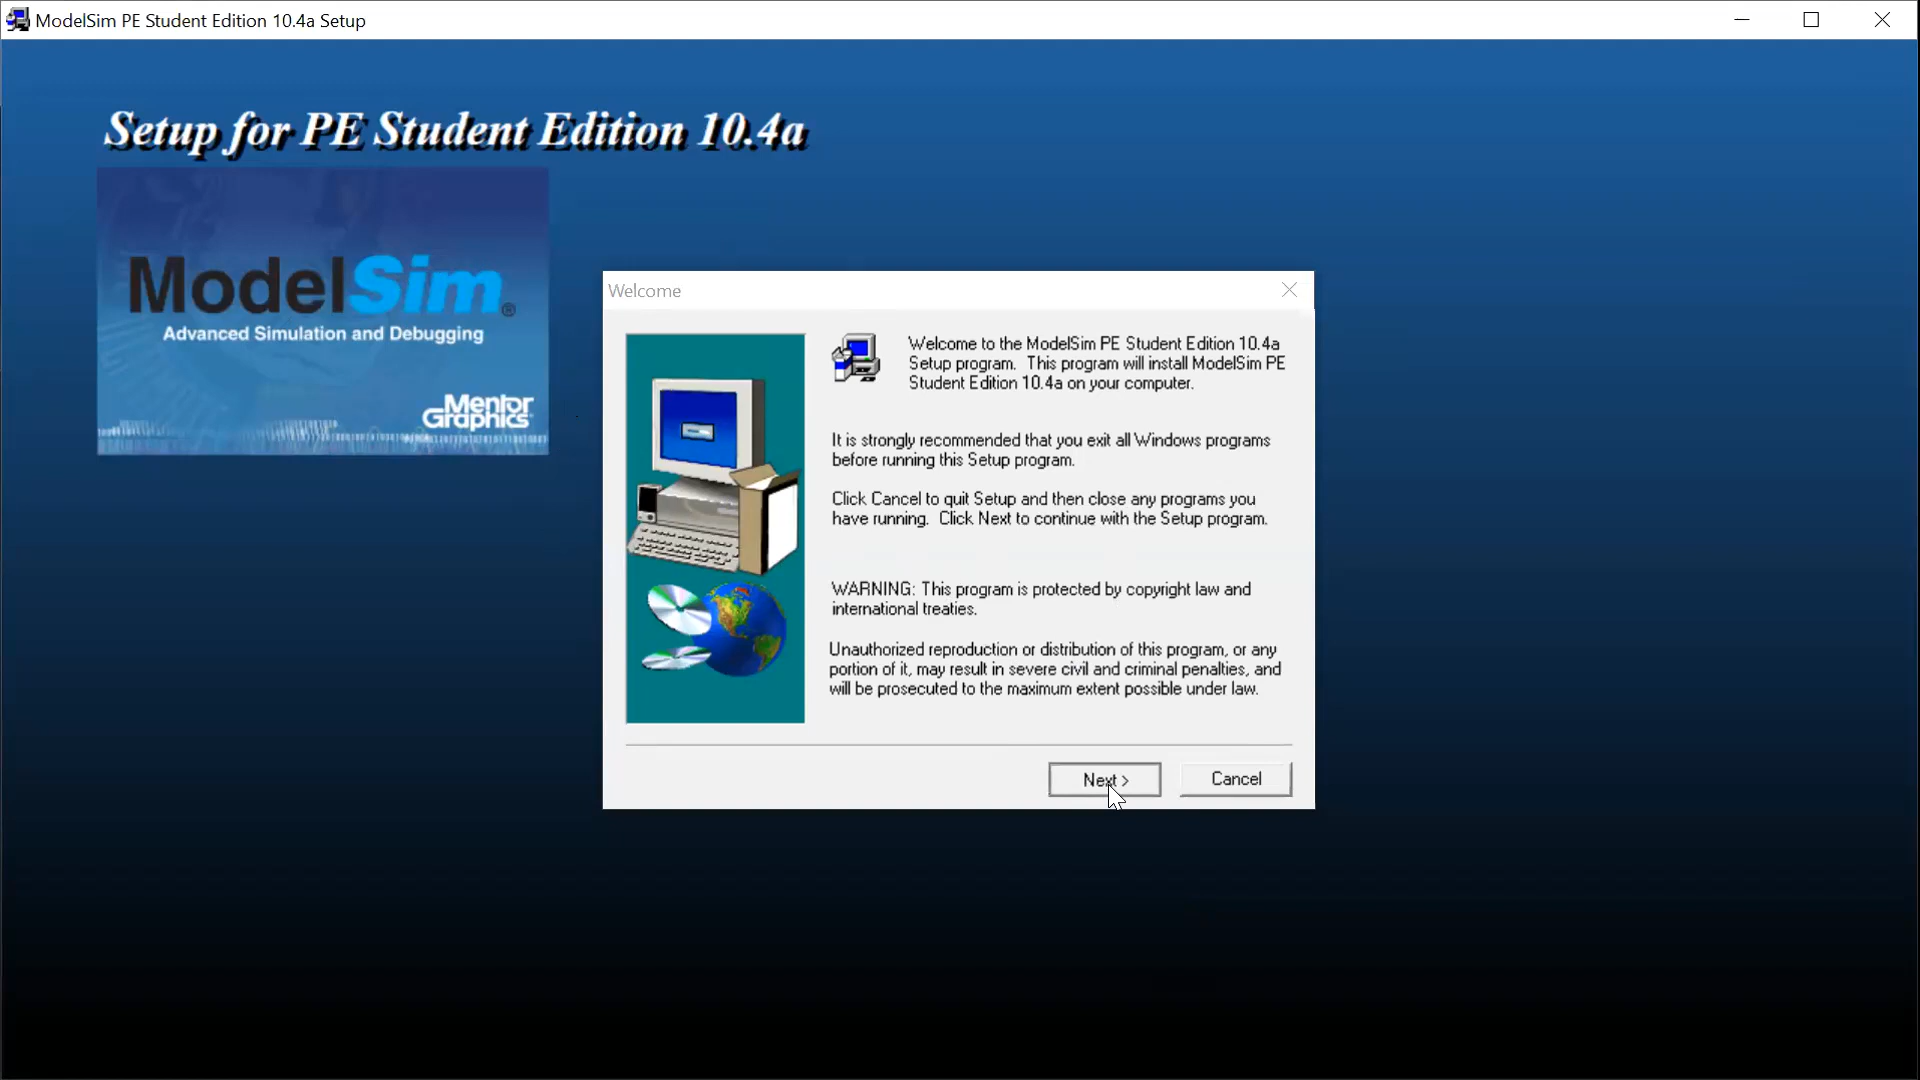 ModelSim PE Student Edition 10.4a Setup
Setup for PE Student Edition 10.4a
ModelSim®
Advanced Simulation and Debugging
Mentor
Graphics
Welcome
Welcome to the ModelSim PE Student Edition 10.4a
Setup program. This program will install ModelSim PE
Student Edition 10.4a on your computer.
It is strongly recommended that you exit all Windows programs
before running this Setup program.
Click Cancel to quit Setup and then close any programs you
have running. Click Next to continue with the Setup program.
WARNING: This program is protected by copyright law and
international treaties.
Unauthorized reproduction or distribution of this program, or any
portion of it, may result in severe civil and criminal penalties, and
will be prosecuted to the maximum extent possible under law.
Next >
Cancel